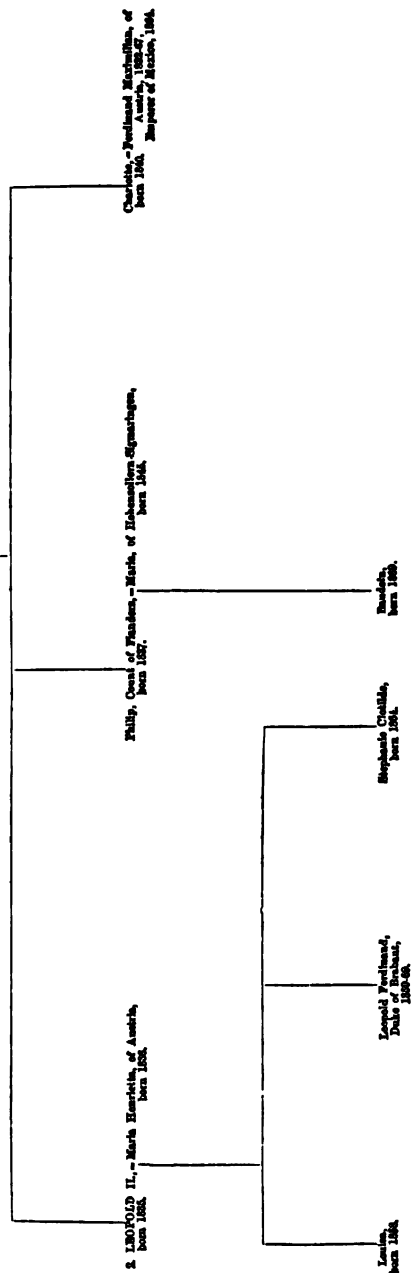 2. LEOPOLD II., = Maria Henrietta, of Austria,
born 1835. born 1836.
Philip, Count of Flanders, = Maria, of Hohenzollern-Sigmaringen,
born 1837. born 1845.
Charlotte, = Ferdinand Maximilian, of
born 1840. Austria, 1832-67,
Emperor of Mexico, 1864.
Louisa,
born 1858.
Leopold Ferdinand,
Duke of Brabant,
1859-69.
Stephanie Clotilde,
born 1864.
Baudoin,
born 1869.